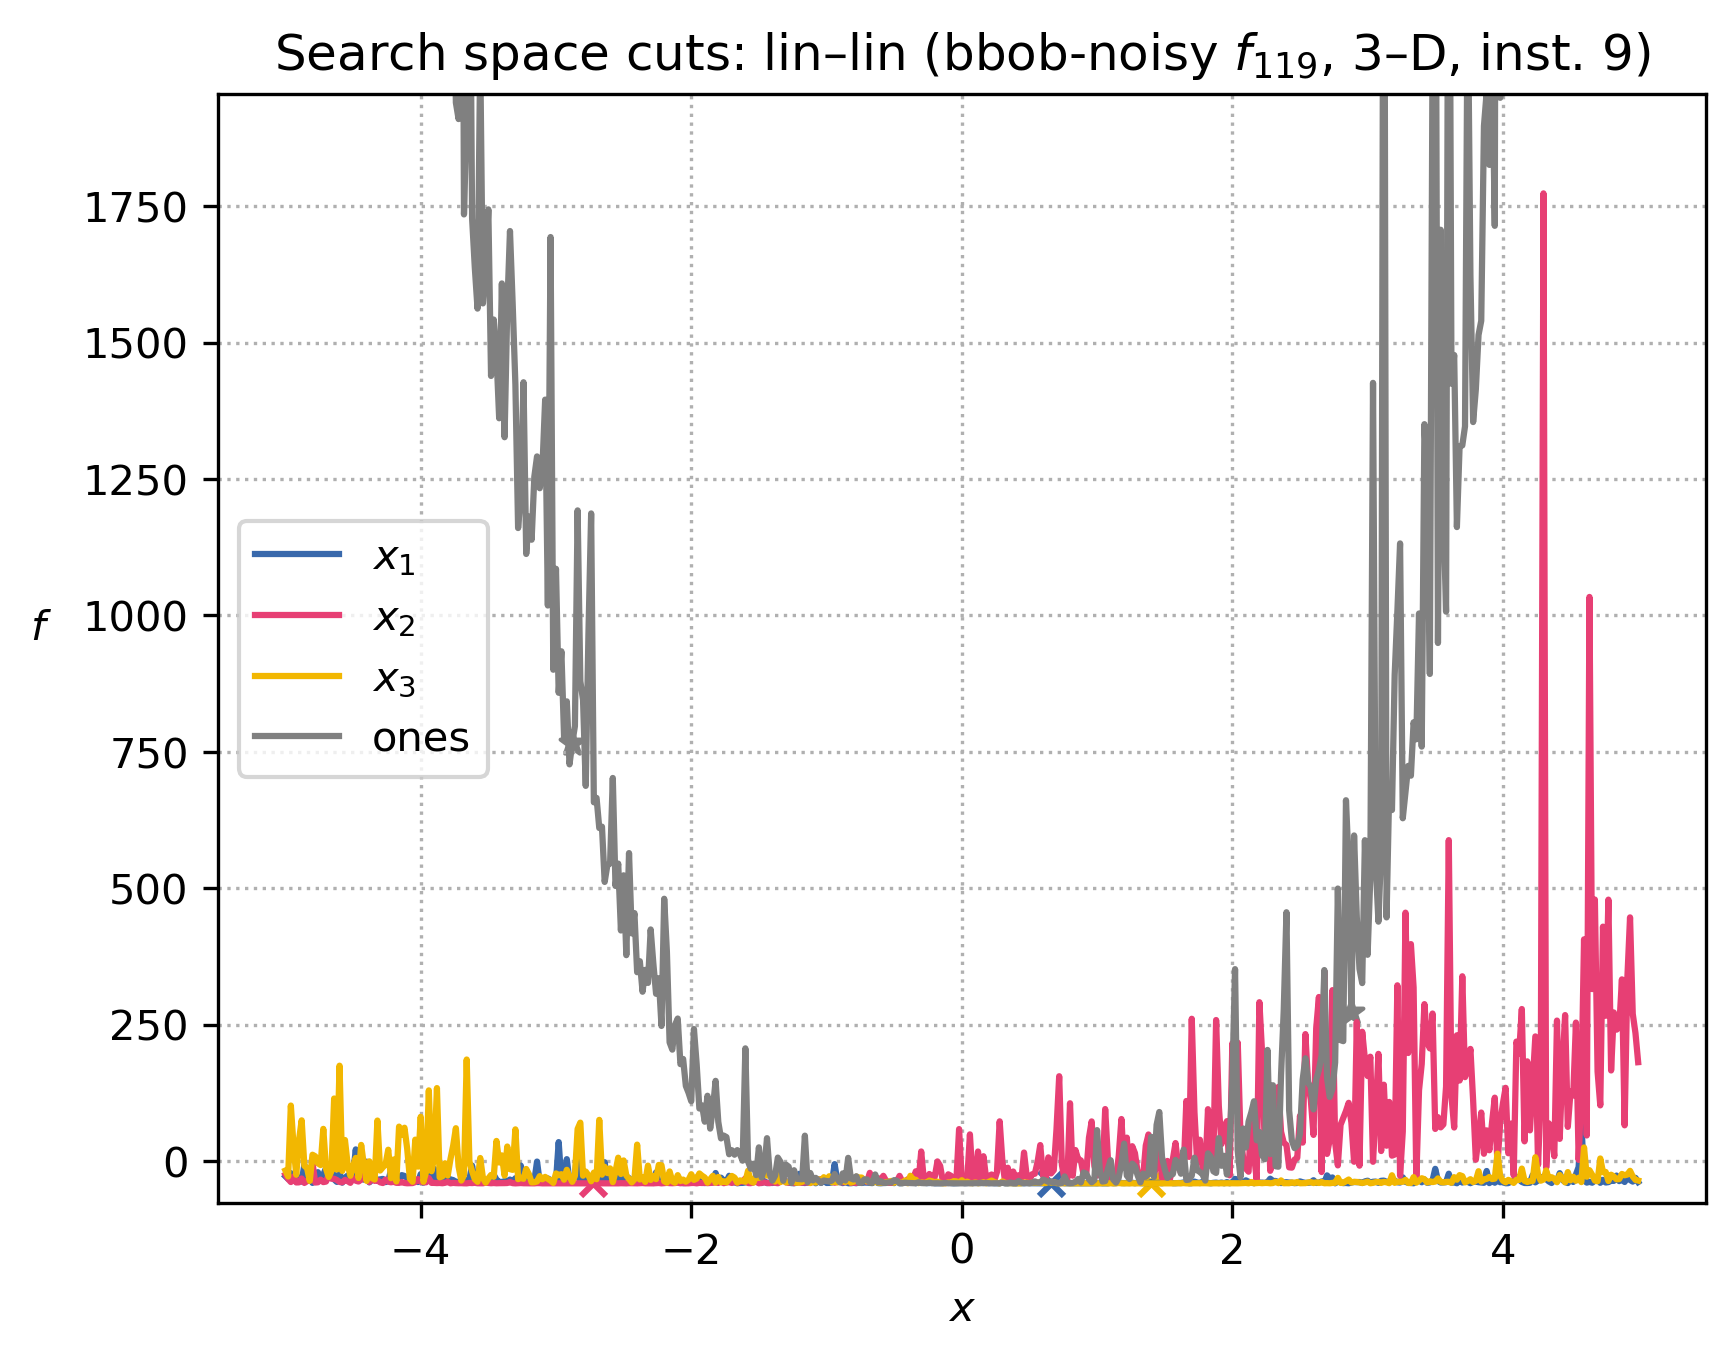 Search space cuts: lin–lin (bbob-noisy f₁₁₉, 3–D, inst. 9)
1750
1500
1250
1000
750
500
250
0
f
x₁
x₂
x₃
ones
−4 −2 0 2 4
x